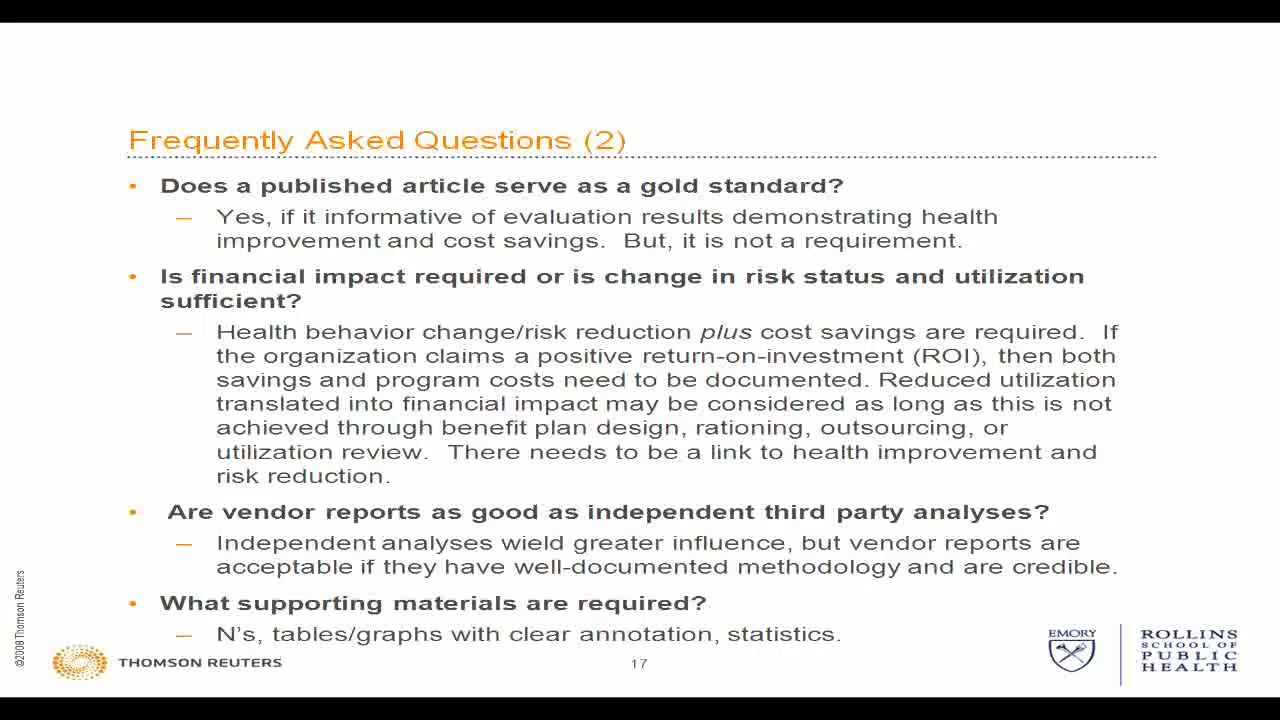 Frequently Asked Questions (2)
• Does a published article serve as a gold standard?
— Yes, if it informative of evaluation results demonstrating health
improvement and cost savings. But, it is not a requirement.
• Is financial impact required or is change in risk status and utilization
sufficient?
— Health behavior change/risk reduction plus cost savings are required. If
the organization claims a positive return-on-investment (ROI), then both
savings and program costs need to be documented. Reduced utilization
translated into financial impact may be considered as long as this is not
achieved through benefit plan design, rationing, outsourcing, or
utilization review. There needs to be a link to health improvement and
risk reduction.
• Are vendor reports as good as independent third party analyses?
— Independent analyses wield greater influence, but vendor reports are
acceptable if they have well-documented methodology and are credible.
• What supporting materials are required?
— N's, tables/graphs with clear annotation, statistics.
©2008 Thomson Reuters
THOMSON REUTERS
17
EMORY
ROLLINS
SCHOOL OF
PUBLIC
HEALTH